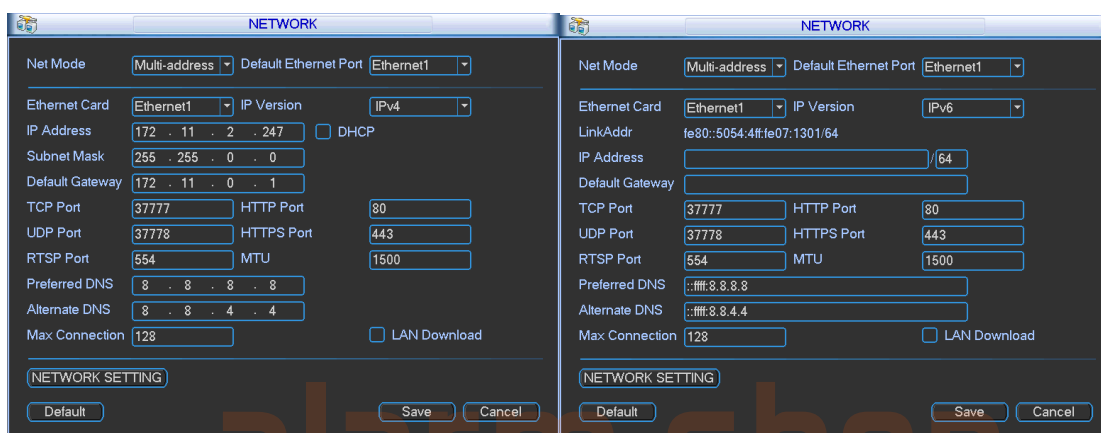 NETWORK
Net Mode Multi-address Default Ethernet Port Ethernet1
Ethernet Card Ethernet1 IP Version IPv4
IP Address 172 . 11 . 2 . 247 DHCP
Subnet Mask 255 . 255 . 0 . 0
Default Gateway 172 . 11 . 0 . 1
TCP Port 37777 HTTP Port 80
UDP Port 37778 HTTPS Port 443
RTSP Port 554 MTU 1500
Preferred DNS 8 . 8 . 8 . 8
Alternate DNS 8 . 8 . 4 . 4
Max Connection 128 LAN Download
NETWORK SETTING
Default Save Cancel
NETWORK
Net Mode Multi-address Default Ethernet Port Ethernet1
Ethernet Card Ethernet1 IP Version IPv6
LinkAddr fe80::5054:4ff:fe07:1301/64
IP Address / 64
Default Gateway
TCP Port 37777 HTTP Port 80
UDP Port 37778 HTTPS Port 443
RTSP Port 554 MTU 1500
Preferred DNS ::ffff:8.8.8.8
Alternate DNS ::ffff:8.8.4.4
Max Connection 128 LAN Download
NETWORK SETTING
Default Save Cancel